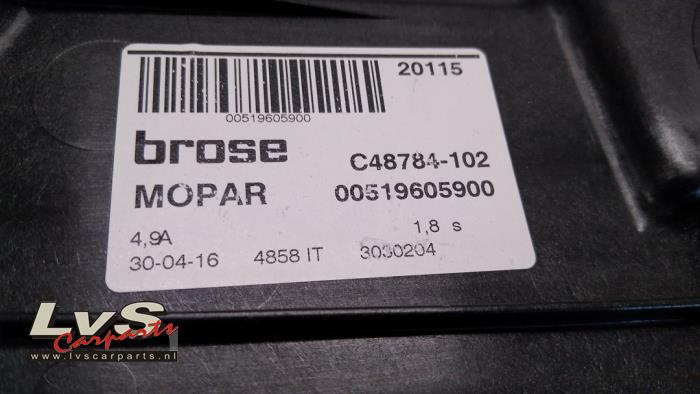 20115
00519605900
brose
C48784-102
MOPAR
00519605900
4,9A
1,8 s
30-04-16 4858 IT 3030204
LvS
Carparts
www.lvscarparts.nl